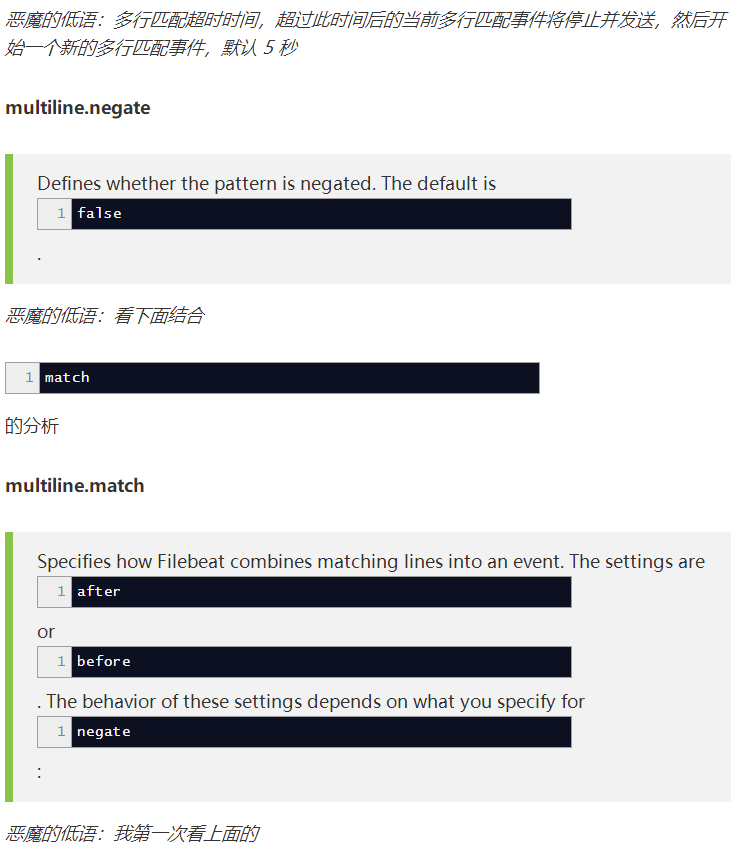 恶魔的低语：多行匹配超时时间，超过此时间后的当前多行匹配事件将停止并发送，然后开
始一个新的多行匹配事件，默认 5 秒
multiline.negate
Defines whether the pattern is negated. The default is
1 false
.
恶魔的低语：看下面结合
1 match
的分析
multiline.match
Specifies how Filebeat combines matching lines into an event. The settings are
1 after
or
1 before
. The behavior of these settings depends on what you specify for
1 negate
:
恶魔的低语：我第一次看上面的